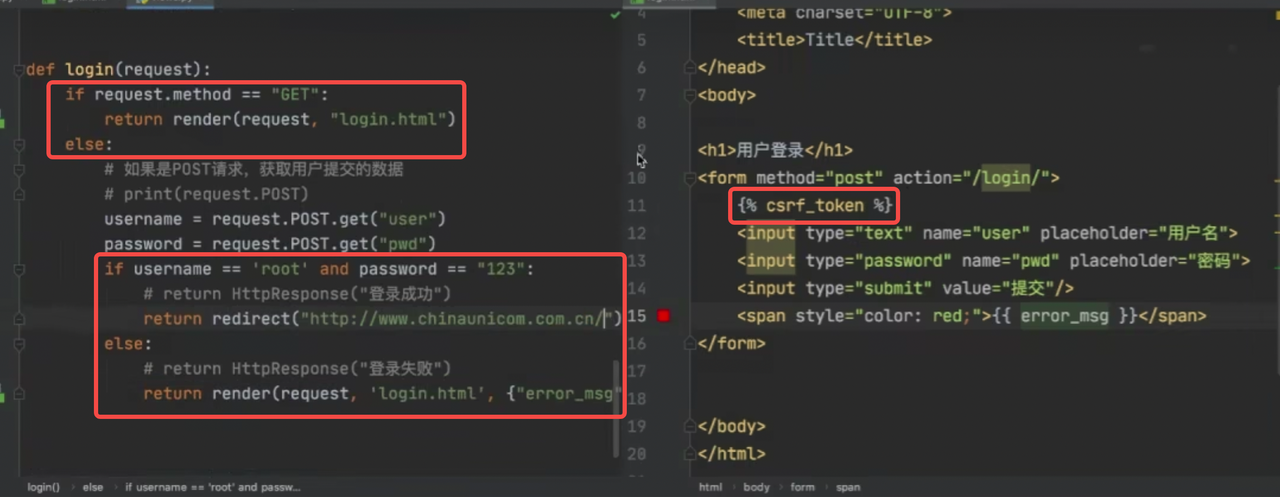 def login(request):
if request.method == "GET":
return render(request, "login.html")
else:
# 如果是POST请求，获取用户提交的数据
# print(request.POST)
username = request.POST.get("user")
password = request.POST.get("pwd")
if username == 'root' and password == "123":
# return HttpResponse("登录成功")
return redirect("http://www.chinaunicom.com.cn/")
else:
# return HttpResponse("登录失败")
return render(request, 'login.html', {"error_msg"
login() › else › if username == 'root' and passw...
4 <meta charset="UTF-8">
5 <title>Title</title>
6 </head>
7 <body>
8
9 <h1>用户登录</h1>
10 <form method="post" action="/login/">
11 {% csrf_token %}
12 <input type="text" name="user" placeholder="用户名">
13 <input type="password" name="pwd" placeholder="密码">
14 <input type="submit" value="提交"/>
15 <span style="color: red;">{{ error_msg }}</span>
16 </form>
17
18
19 </body>
20 </html>
html › body › form › span